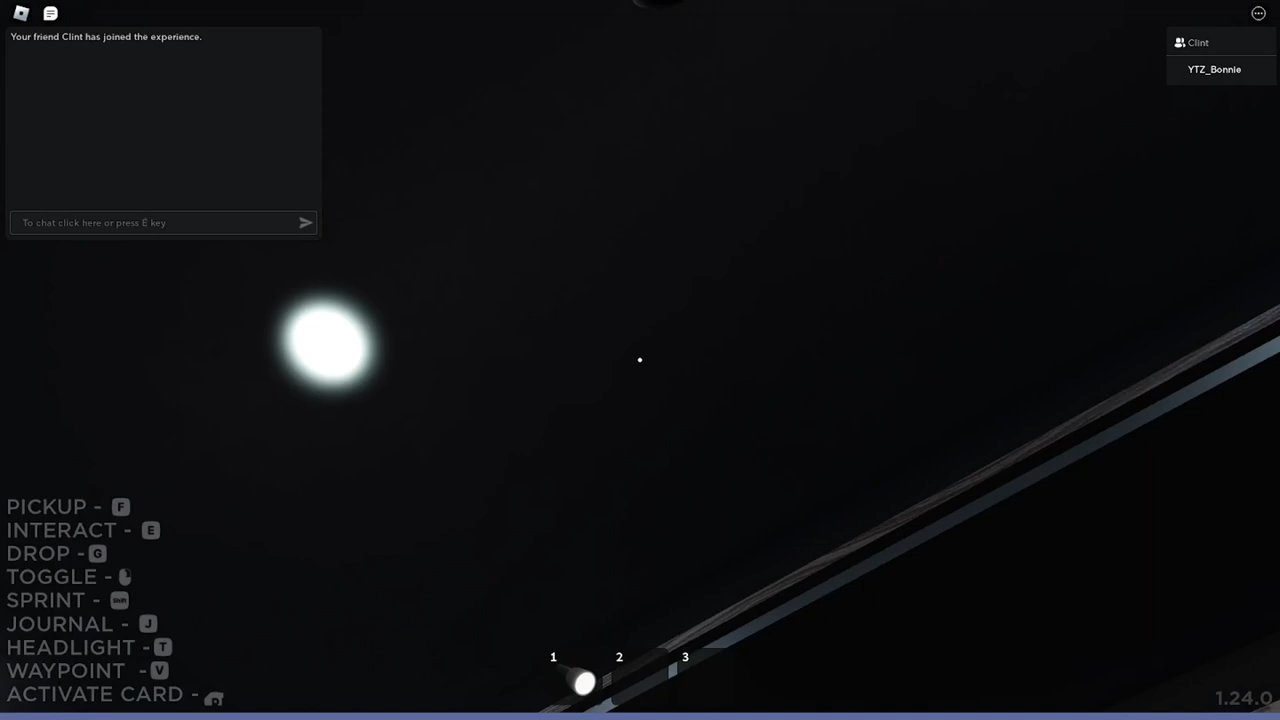 Your friend Clint has joined the experience.
Clint
YTZ_Bonnie
To chat click here or press É key
PICKUP - F
INTERACT - E
DROP - G
TOGGLE -
SPRINT - Shift
JOURNAL - J
HEADLIGHT - T
WAYPOINT - V
ACTIVATE CARD -
1 2 3
1.24.0